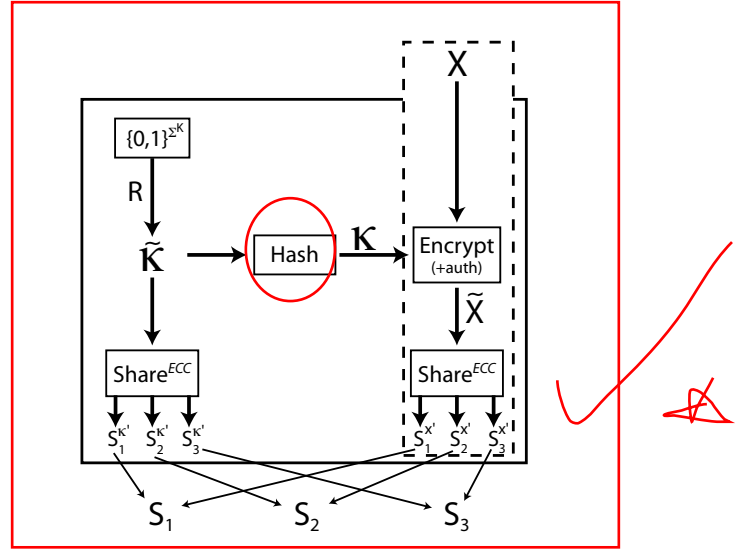 X
{0,1}^Σ^K
R
κ̃
Hash
κ
Encrypt
(+auth)
X̃
Share^ECC
Share^ECC
S₁^κ' S₂^κ' S₃^κ'
S₁^x' S₂^x' S₃^x'
S₁ S₂ S₃